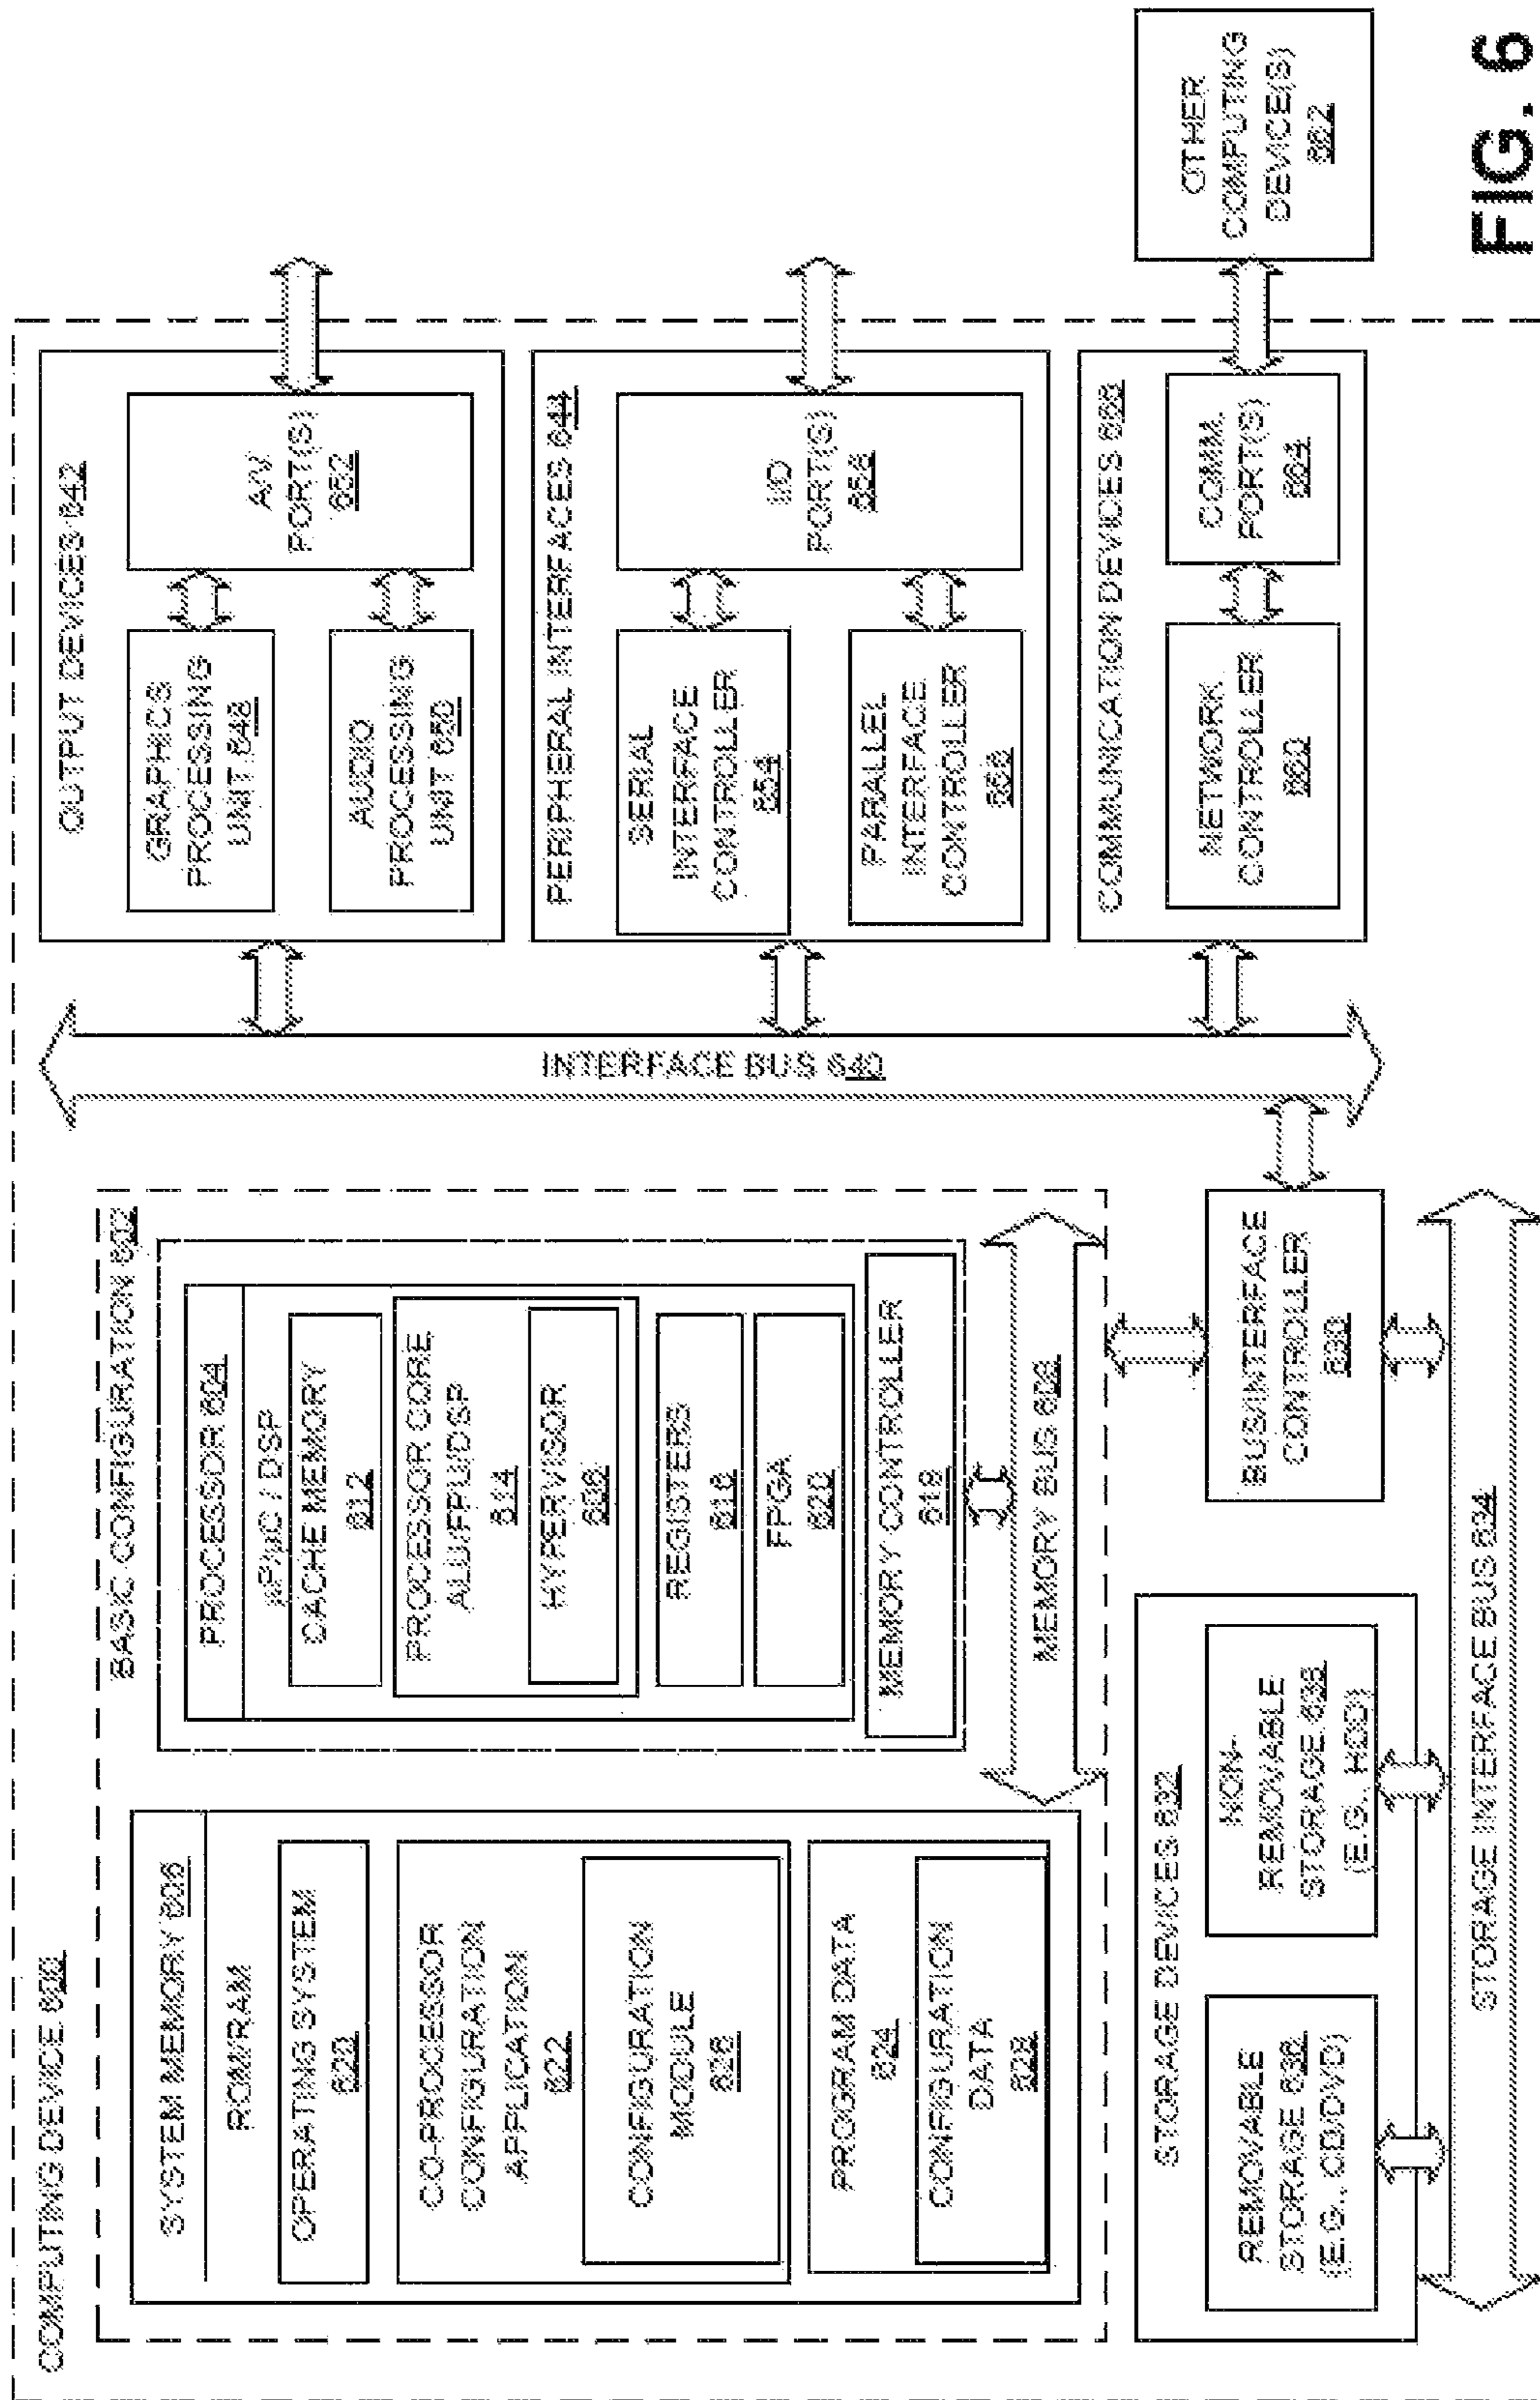 COMPUTING DEVICE 600
BASIC CONFIGURATION 602
SYSTEM MEMORY 606
ROM/RAM
OPERATING SYSTEM
620
CO-PROCESSOR
CONFIGURATION
APPLICATION
622
CONFIGURATION
MODULE
626
PROGRAM DATA
624
CONFIGURATION
DATA
628
PROCESSOR 604
µP/µC / DSP
CACHE MEMORY
612
PROCESSOR CORE
ALU/FPU/DSP
614
HYPERVISOR
REGISTERS
616
FPGA
MEMORY CONTROLLER
618
MEMORY BUS 608
BUS/INTERFACE
CONTROLLER
630
STORAGE DEVICES 632
REMOVABLE
STORAGE 636
(E.G., CD/DVD)
NON-
REMOVABLE
STORAGE 638
(E.G., HDD)
STORAGE INTERFACE BUS 634
INTERFACE BUS 640
OUTPUT DEVICES 642
GRAPHICS
PROCESSING
UNIT 648
AUDIO
PROCESSING
UNIT 650
A/V
PORT(S)
652
PERIPHERAL INTERFACES 644
SERIAL
INTERFACE
CONTROLLER
654
PARALLEL
INTERFACE
CONTROLLER
656
I/O
PORT(S)
658
COMMUNICATION DEVICES
NETWORK
CONTROLLER
660
COMM.
PORT(S)
664
OTHER
COMPUTING
DEVICE(S)
662
FIG. 6